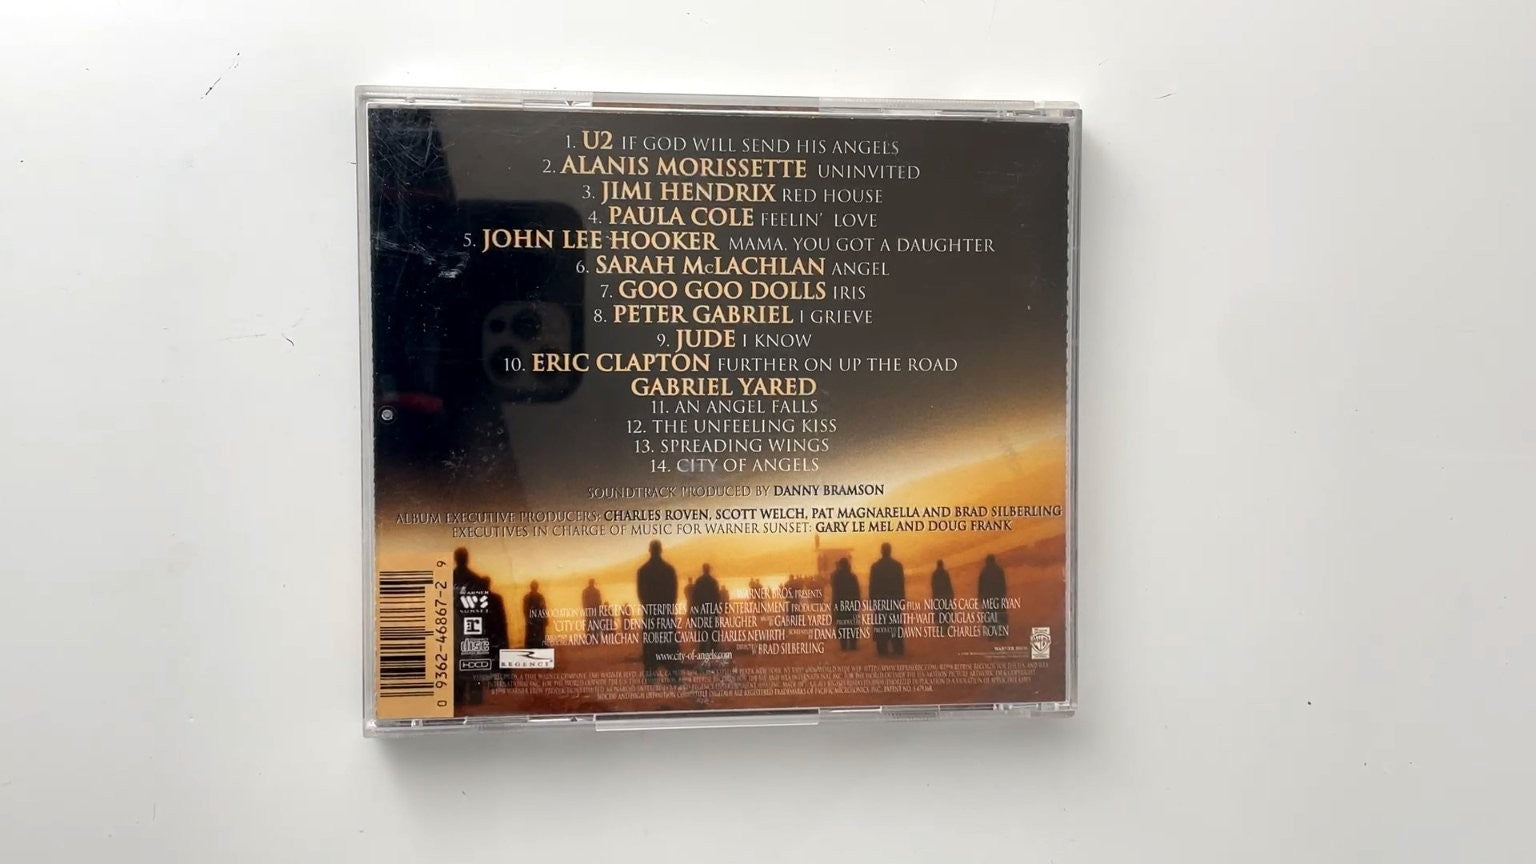 1. U2 IF GOD WILL SEND HIS ANGELS
2. ALANIS MORISSETTE UNINVITED
3. JIMI HENDRIX RED HOUSE
4. PAULA COLE FEELIN' LOVE
5. JOHN LEE HOOKER MAMA, YOU GOT A DAUGHTER
6. SARAH McLACHLAN ANGEL
7. GOO GOO DOLLS IRIS
8. PETER GABRIEL I GRIEVE
9. JUDE I KNOW
10. ERIC CLAPTON FURTHER ON UP THE ROAD
GABRIEL YARED
11. AN ANGEL FALLS
12. THE UNFEELING KISS
13. SPREADING WINGS
14. CITY OF ANGELS
SOUNDTRACK PRODUCED BY DANNY BRAMSON
ALBUM EXECUTIVE PRODUCERS: CHARLES ROVEN, SCOTT WELCH, PAT MAGNARELLA AND BRAD SILBERLING
EXECUTIVES IN CHARGE OF MUSIC FOR WARNER SUNSET: GARY LE MEL AND DOUG FRANK
0 9362-46867-2 9
WARNER
SUNSET
disc
HDCD
REGENCY
WARNER BROS. PRESENTS
IN ASSOCIATION WITH REGENCY ENTERPRISES AN ATLAS ENTERTAINMENT PRODUCTION A BRAD SILBERLING FILM NICOLAS CAGE MEG RYAN
"CITY OF ANGELS" DENNIS FRANZ ANDRE BRAUGHER GABRIEL YARED KELLEY SMITH-WAIT DOUGLAS SEGAL
ARNON MILCHAN ROBERT CAVALLO CHARLES NEWIRTH DANA STEVENS DAWN STEEL CHARLES ROVEN
BRAD SILBERLING
www.city-of-angels.com